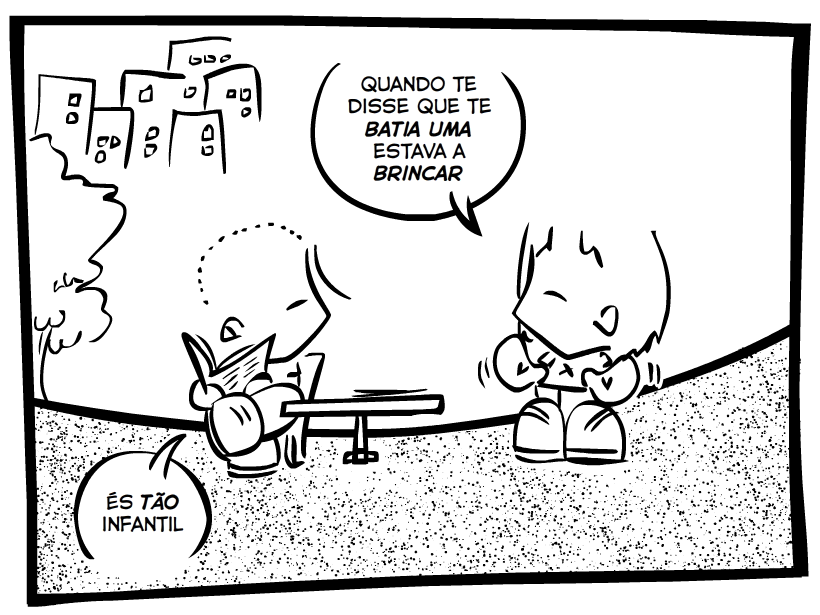 QUANDO TE
DISSE QUE TE
BATIA UMA
ESTAVA A
BRINCAR
ÉS TÃO
INFANTIL